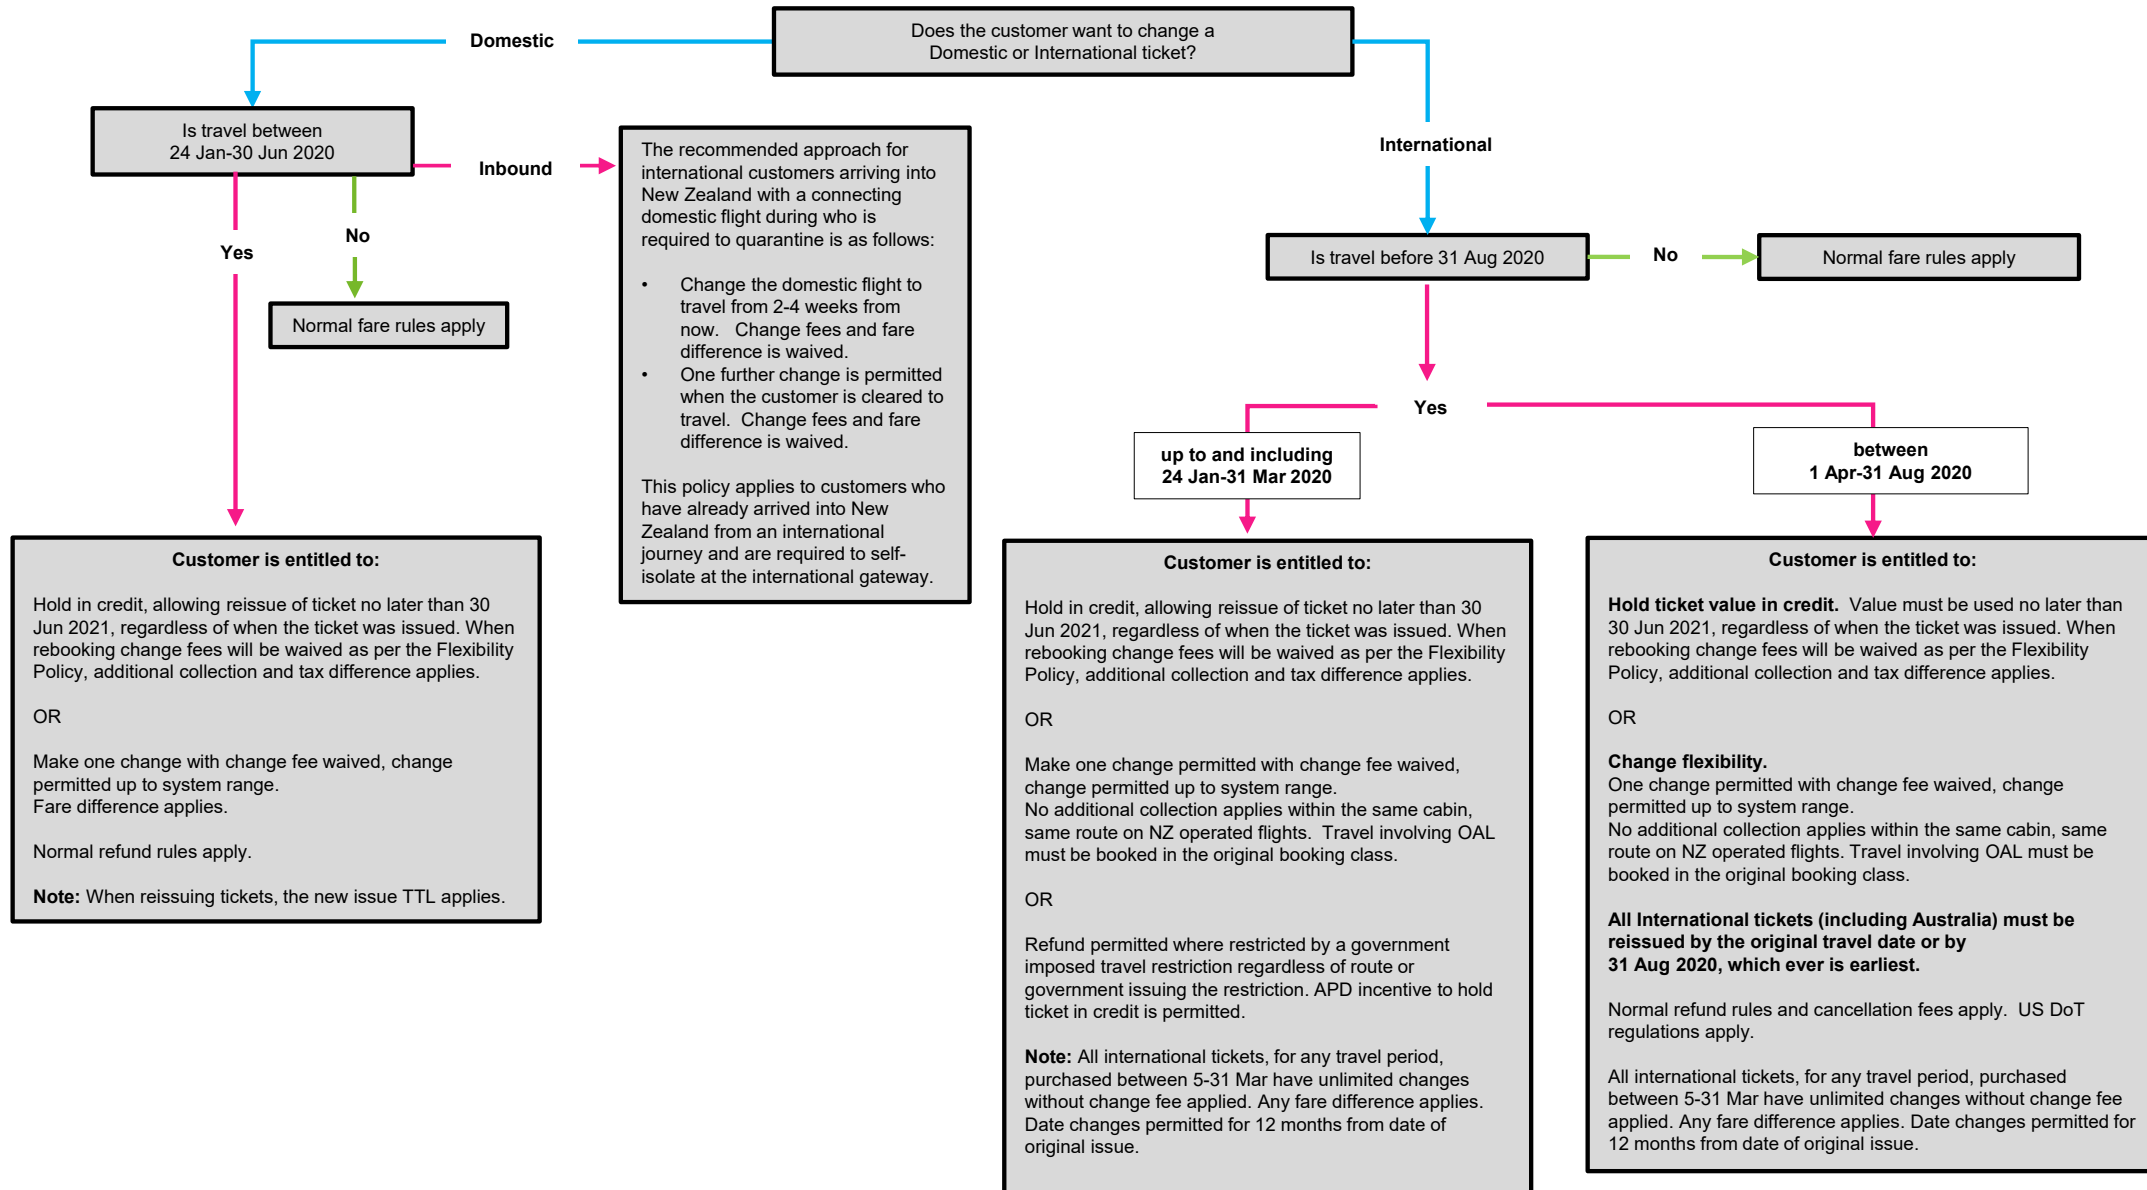 Does the customer want to change a
Domestic or International ticket?
Domestic
Is travel between
24 Jan-30 Jun 2020
Inbound
Yes
No
Normal fare rules apply
The recommended approach for
international customers arriving into
New Zealand with a connecting
domestic flight during who is
required to quarantine is as follows:
• Change the domestic flight to
travel from 2-4 weeks from
now. Change fees and fare
difference is waived.
• One further change is permitted
when the customer is cleared to
travel. Change fees and fare
difference is waived.
This policy applies to customers who
have already arrived into New
Zealand from an international
journey and are required to self-
isolate at the international gateway.
International
Is travel before 31 Aug 2020
No
Normal fare rules apply
Yes
up to and including
24 Jan-31 Mar 2020
between
1 Apr-31 Aug 2020
Customer is entitled to:
Hold in credit, allowing reissue of ticket no later than 30
Jun 2021, regardless of when the ticket was issued. When
rebooking change fees will be waived as per the Flexibility
Policy, additional collection and tax difference applies.
OR
Make one change with change fee waived, change
permitted up to system range.
Fare difference applies.
Normal refund rules apply.
Note: When reissuing tickets, the new issue TTL applies.
Customer is entitled to:
Hold in credit, allowing reissue of ticket no later than 30
Jun 2021, regardless of when the ticket was issued. When
rebooking change fees will be waived as per the Flexibility
Policy, additional collection and tax difference applies.
OR
Make one change permitted with change fee waived,
change permitted up to system range.
No additional collection applies within the same cabin,
same route on NZ operated flights. Travel involving OAL
must be booked in the original booking class.
OR
Refund permitted where restricted by a government
imposed travel restriction regardless of route or
government issuing the restriction. APD incentive to hold
ticket in credit is permitted.
Note: All international tickets, for any travel period,
purchased between 5-31 Mar have unlimited changes
without change fee applied. Any fare difference applies.
Date changes permitted for 12 months from date of
original issue.
Customer is entitled to:
Hold ticket value in credit. Value must be used no later than
30 Jun 2021, regardless of when the ticket was issued. When
rebooking change fees will be waived as per the Flexibility
Policy, additional collection and tax difference applies.
OR
Change flexibility.
One change permitted with change fee waived, change
permitted up to system range.
No additional collection applies within the same cabin, same
route on NZ operated flights. Travel involving OAL must be
booked in the original booking class.
All International tickets (including Australia) must be
reissued by the original travel date or by
31 Aug 2020, which ever is earliest.
Normal refund rules and cancellation fees apply. US DoT
regulations apply.
All international tickets, for any travel period, purchased
between 5-31 Mar have unlimited changes without change fee
applied. Any fare difference applies. Date changes permitted for
12 months from date of original issue.